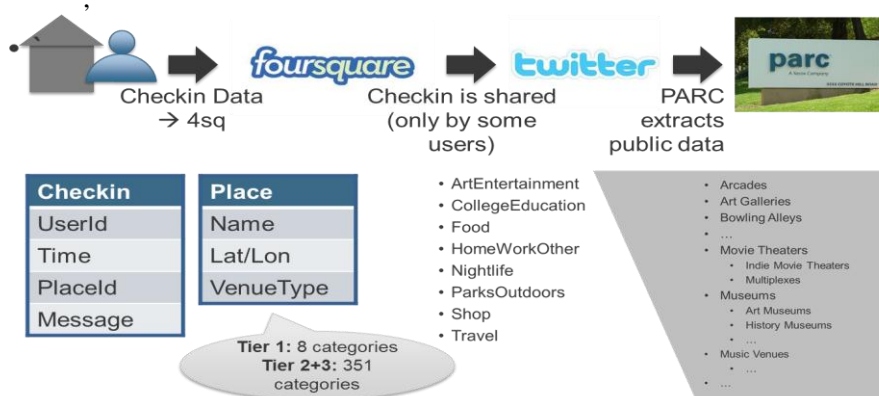 foursquare
twitter
parc
A Xerox Company
Checkin Data
→ 4sq
Checkin is shared
(only by some
users)
PARC
extracts
public data
Checkin
UserId
Time
PlaceId
Message
Place
Name
Lat/Lon
VenueType
Tier 1: 8 categories
Tier 2+3: 351
categories
• ArtEntertainment
• CollegeEducation
• Food
• HomeWorkOther
• Nightlife
• ParksOutdoors
• Shop
• Travel
• Arcades
• Art Galleries
• Bowling Alleys
• ...
• Movie Theaters
• Indie Movie Theaters
• Multiplexes
• Museums
• Art Museums
• History Museums
• ...
• Music Venues
• ...
• ...